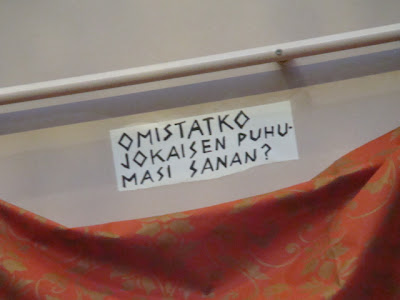 OMISTATKO
JOKAISEN PUHU-
MASI SANAN?